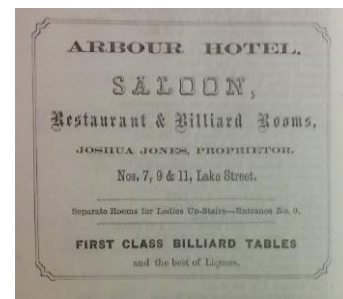 ARBOUR HOTEL.
SALOON,
Restaurant & Billiard Rooms,
JOSHUA JONES, PROPRIETOR.
Nos. 7, 9 & 11, Lake Street.
Separate Rooms for Ladies Up-Stairs—Entrance No. 9.
FIRST CLASS BILLIARD TABLES
and the best of Liquors.